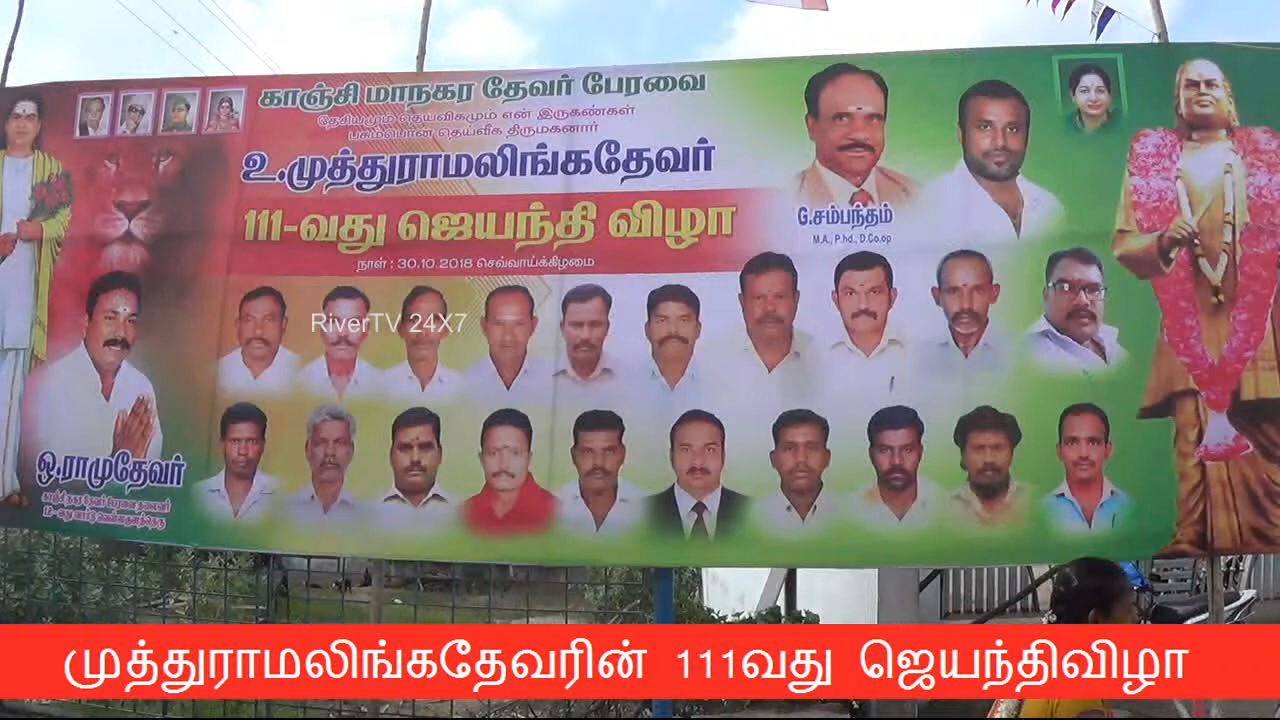 காஞ்சி மாநகர தேவர் பேரவை
தேசியமும் தெய்வீகமும் என் இருகண்கள்
பசும்பொன் தெய்வீக திருமகனார்
உ.முத்துராமலிங்கதேவர்
111-வது ஜெயந்தி விழா
நாள் : 30.10.2018 செவ்வாய்க்கிழமை
G.சம்பந்தம்
M.A., P.hd., D.Co.op
RiverTV 24X7
ஒ.ராமுதேவர்
முத்துராமலிங்கதேவரின் 111வது ஜெயந்திவிழா